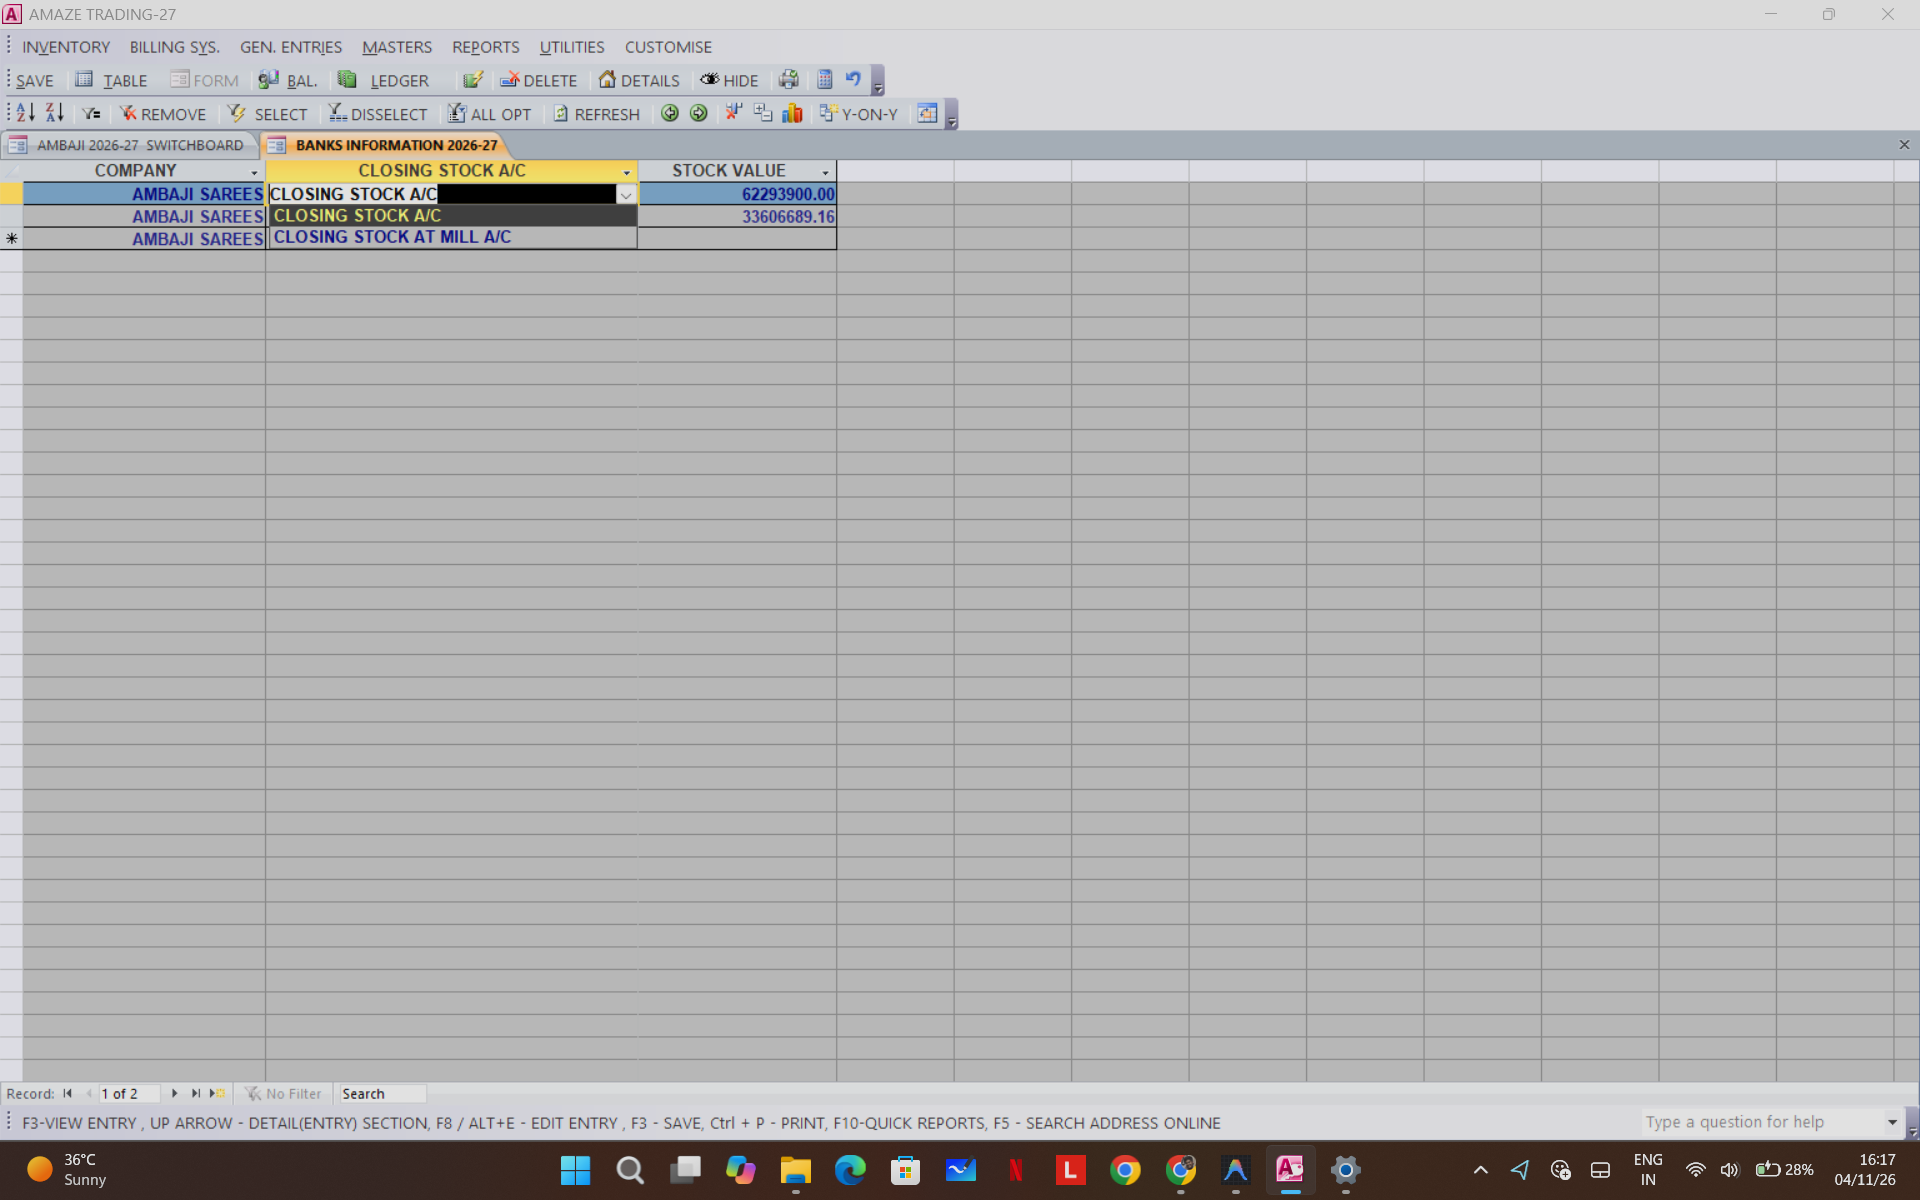 AMAZE TRADING-27
INVENTORY BILLING SYS. GEN. ENTRIES MASTERS REPORTS UTILITIES CUSTOMISE
SAVE TABLE FORM BAL. LEDGER DELETE DETAILS HIDE
REMOVE SELECT DISSELECT ALL OPT REFRESH Y-ON-Y
AMBAJI 2026-27 SWITCHBOARD BANKS INFORMATION 2026-27
COMPANY CLOSING STOCK A/C STOCK VALUE
AMBAJI SAREES CLOSING STOCK A/C 62293900.00
AMBAJI SAREES CLOSING STOCK A/C 33606689.16
AMBAJI SAREES CLOSING STOCK AT MILL A/C
Record: 1 of 2 No Filter Search
F3-VIEW ENTRY , UP ARROW - DETAIL(ENTRY) SECTION, F8 / ALT+E - EDIT ENTRY , F3 - SAVE, Ctrl + P - PRINT, F10-QUICK REPORTS, F5 - SEARCH ADDRESS ONLINE Type a question for help
36°C
Sunny
ENG
IN
28%
16:17
04/11/26